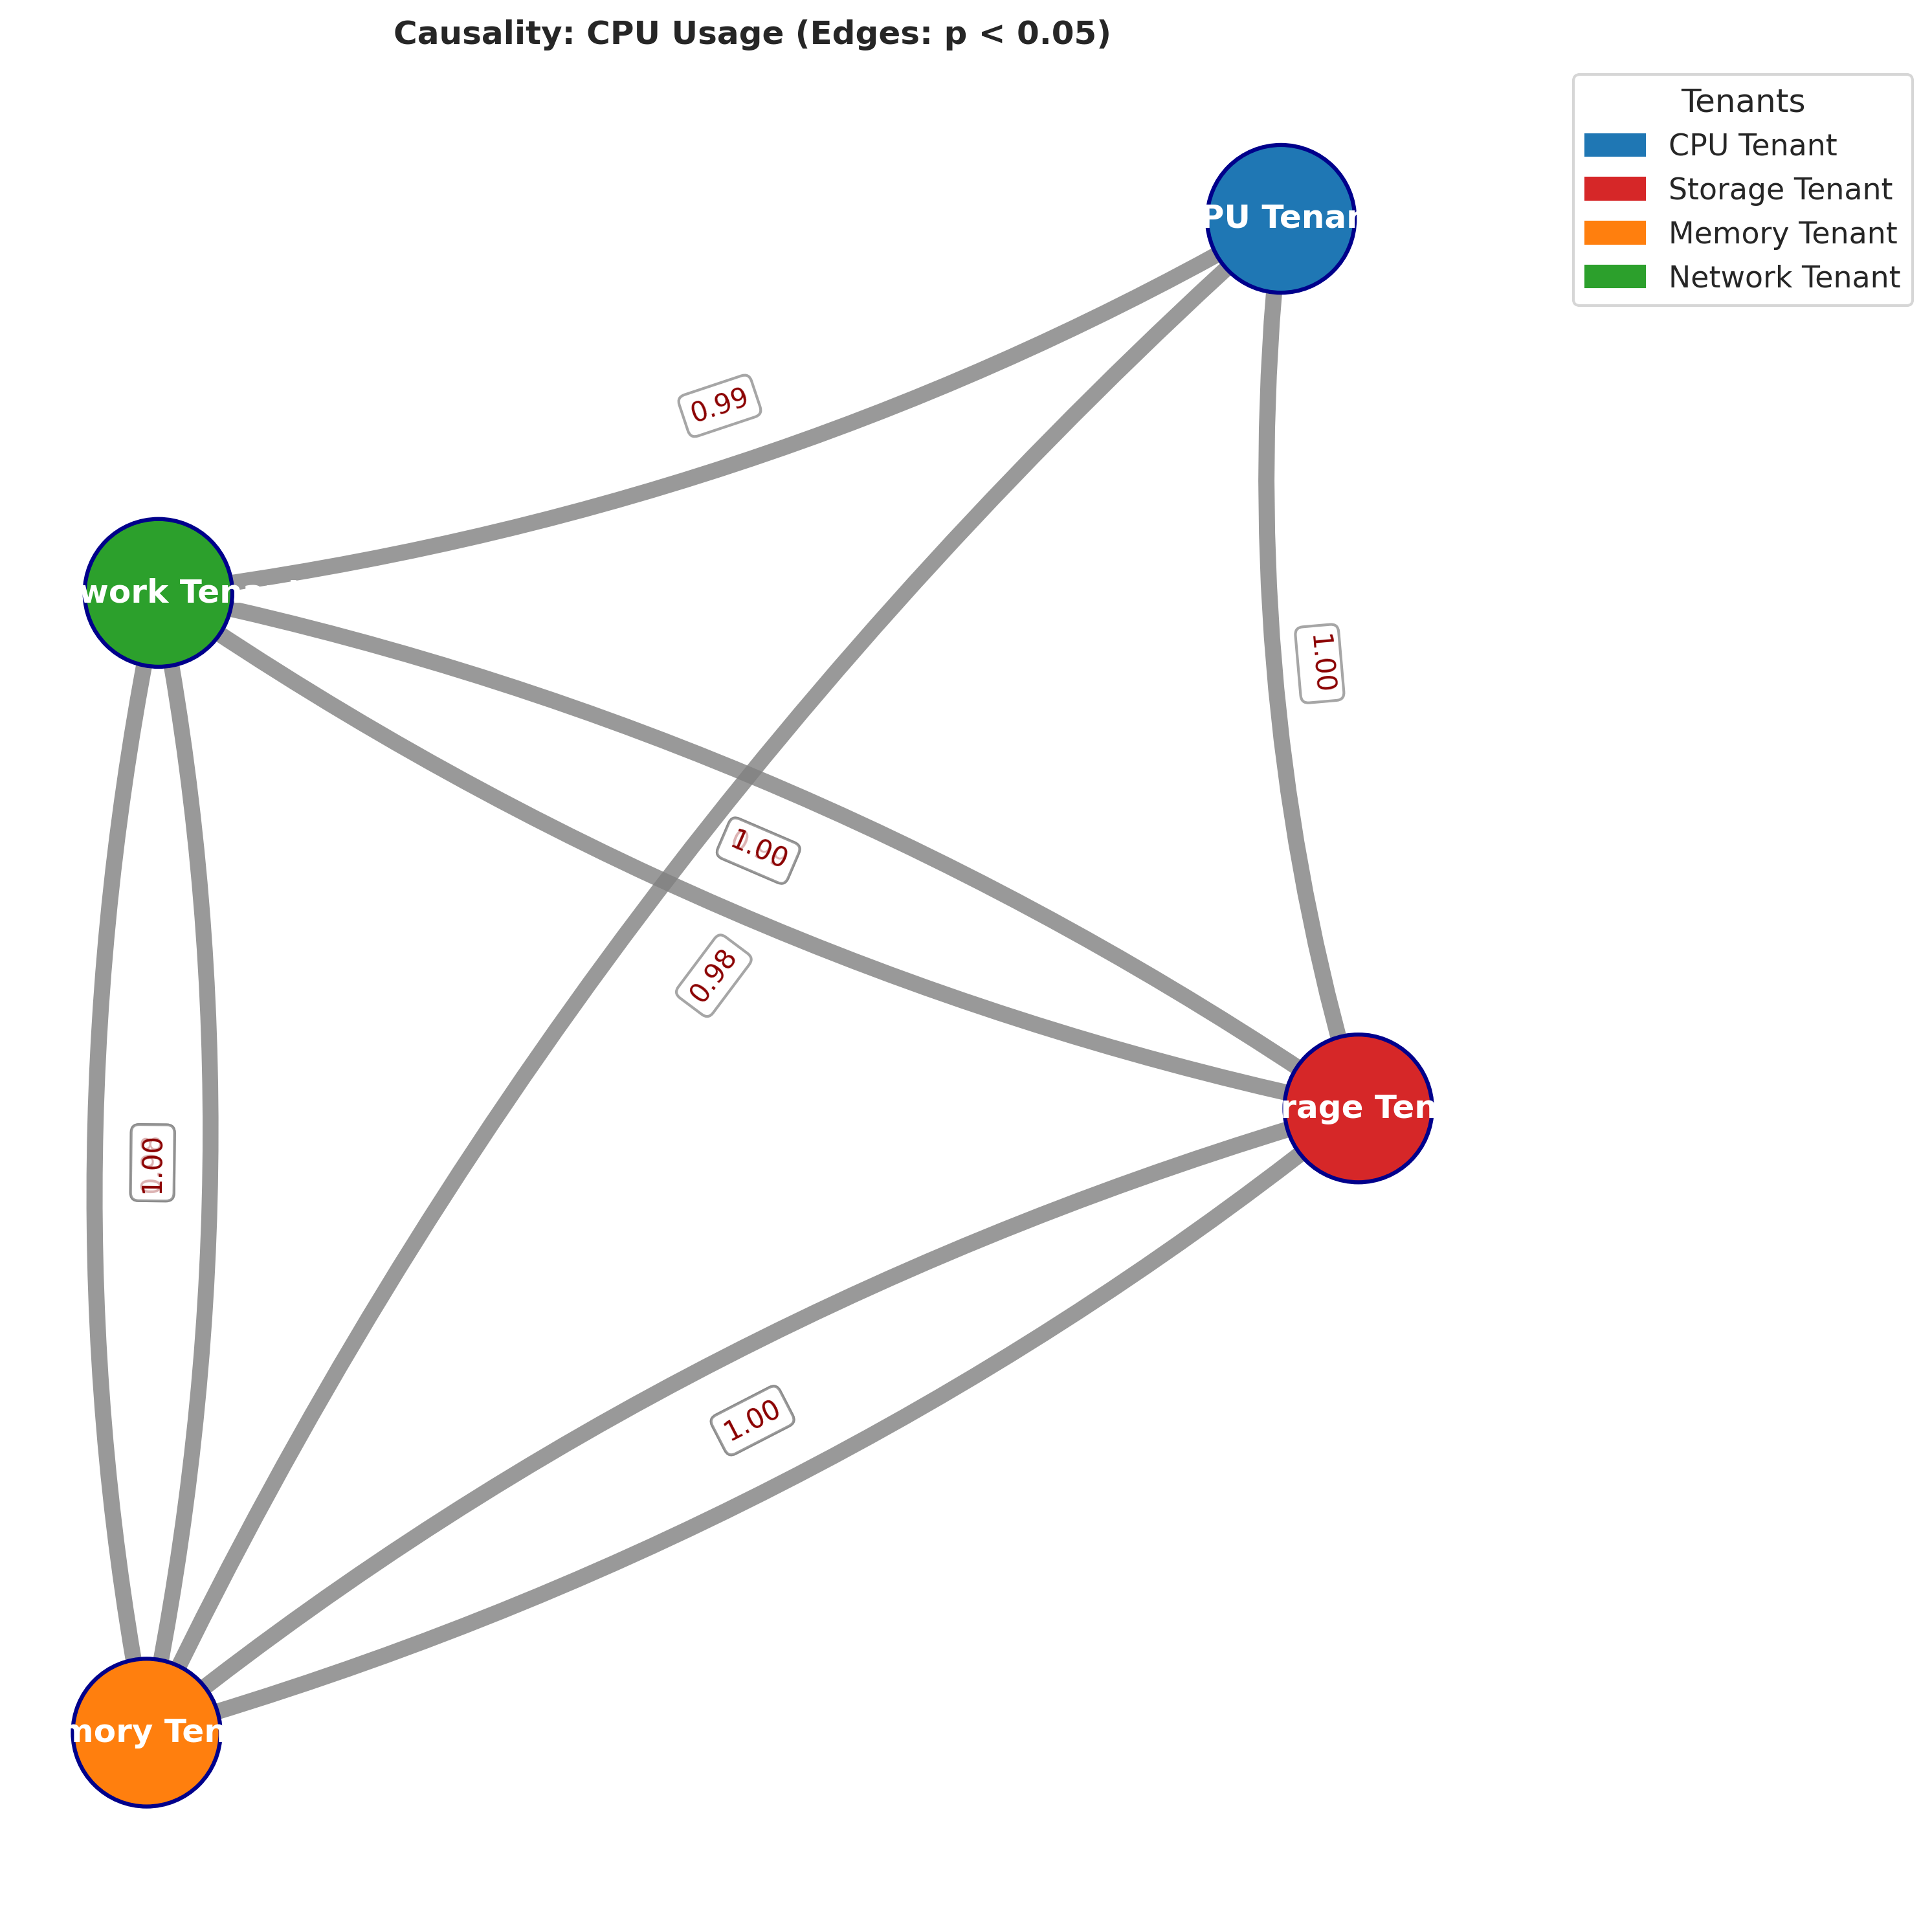 Causality: CPU Usage (Edges: p < 0.05)
Tenants
CPU Tenant
Storage Tenant
Memory Tenant
Network Tenant
PU Tenan
0.99
work Tenant
1.00
1.00
0.98
rage Ten
1.00
1.00
mory Ten